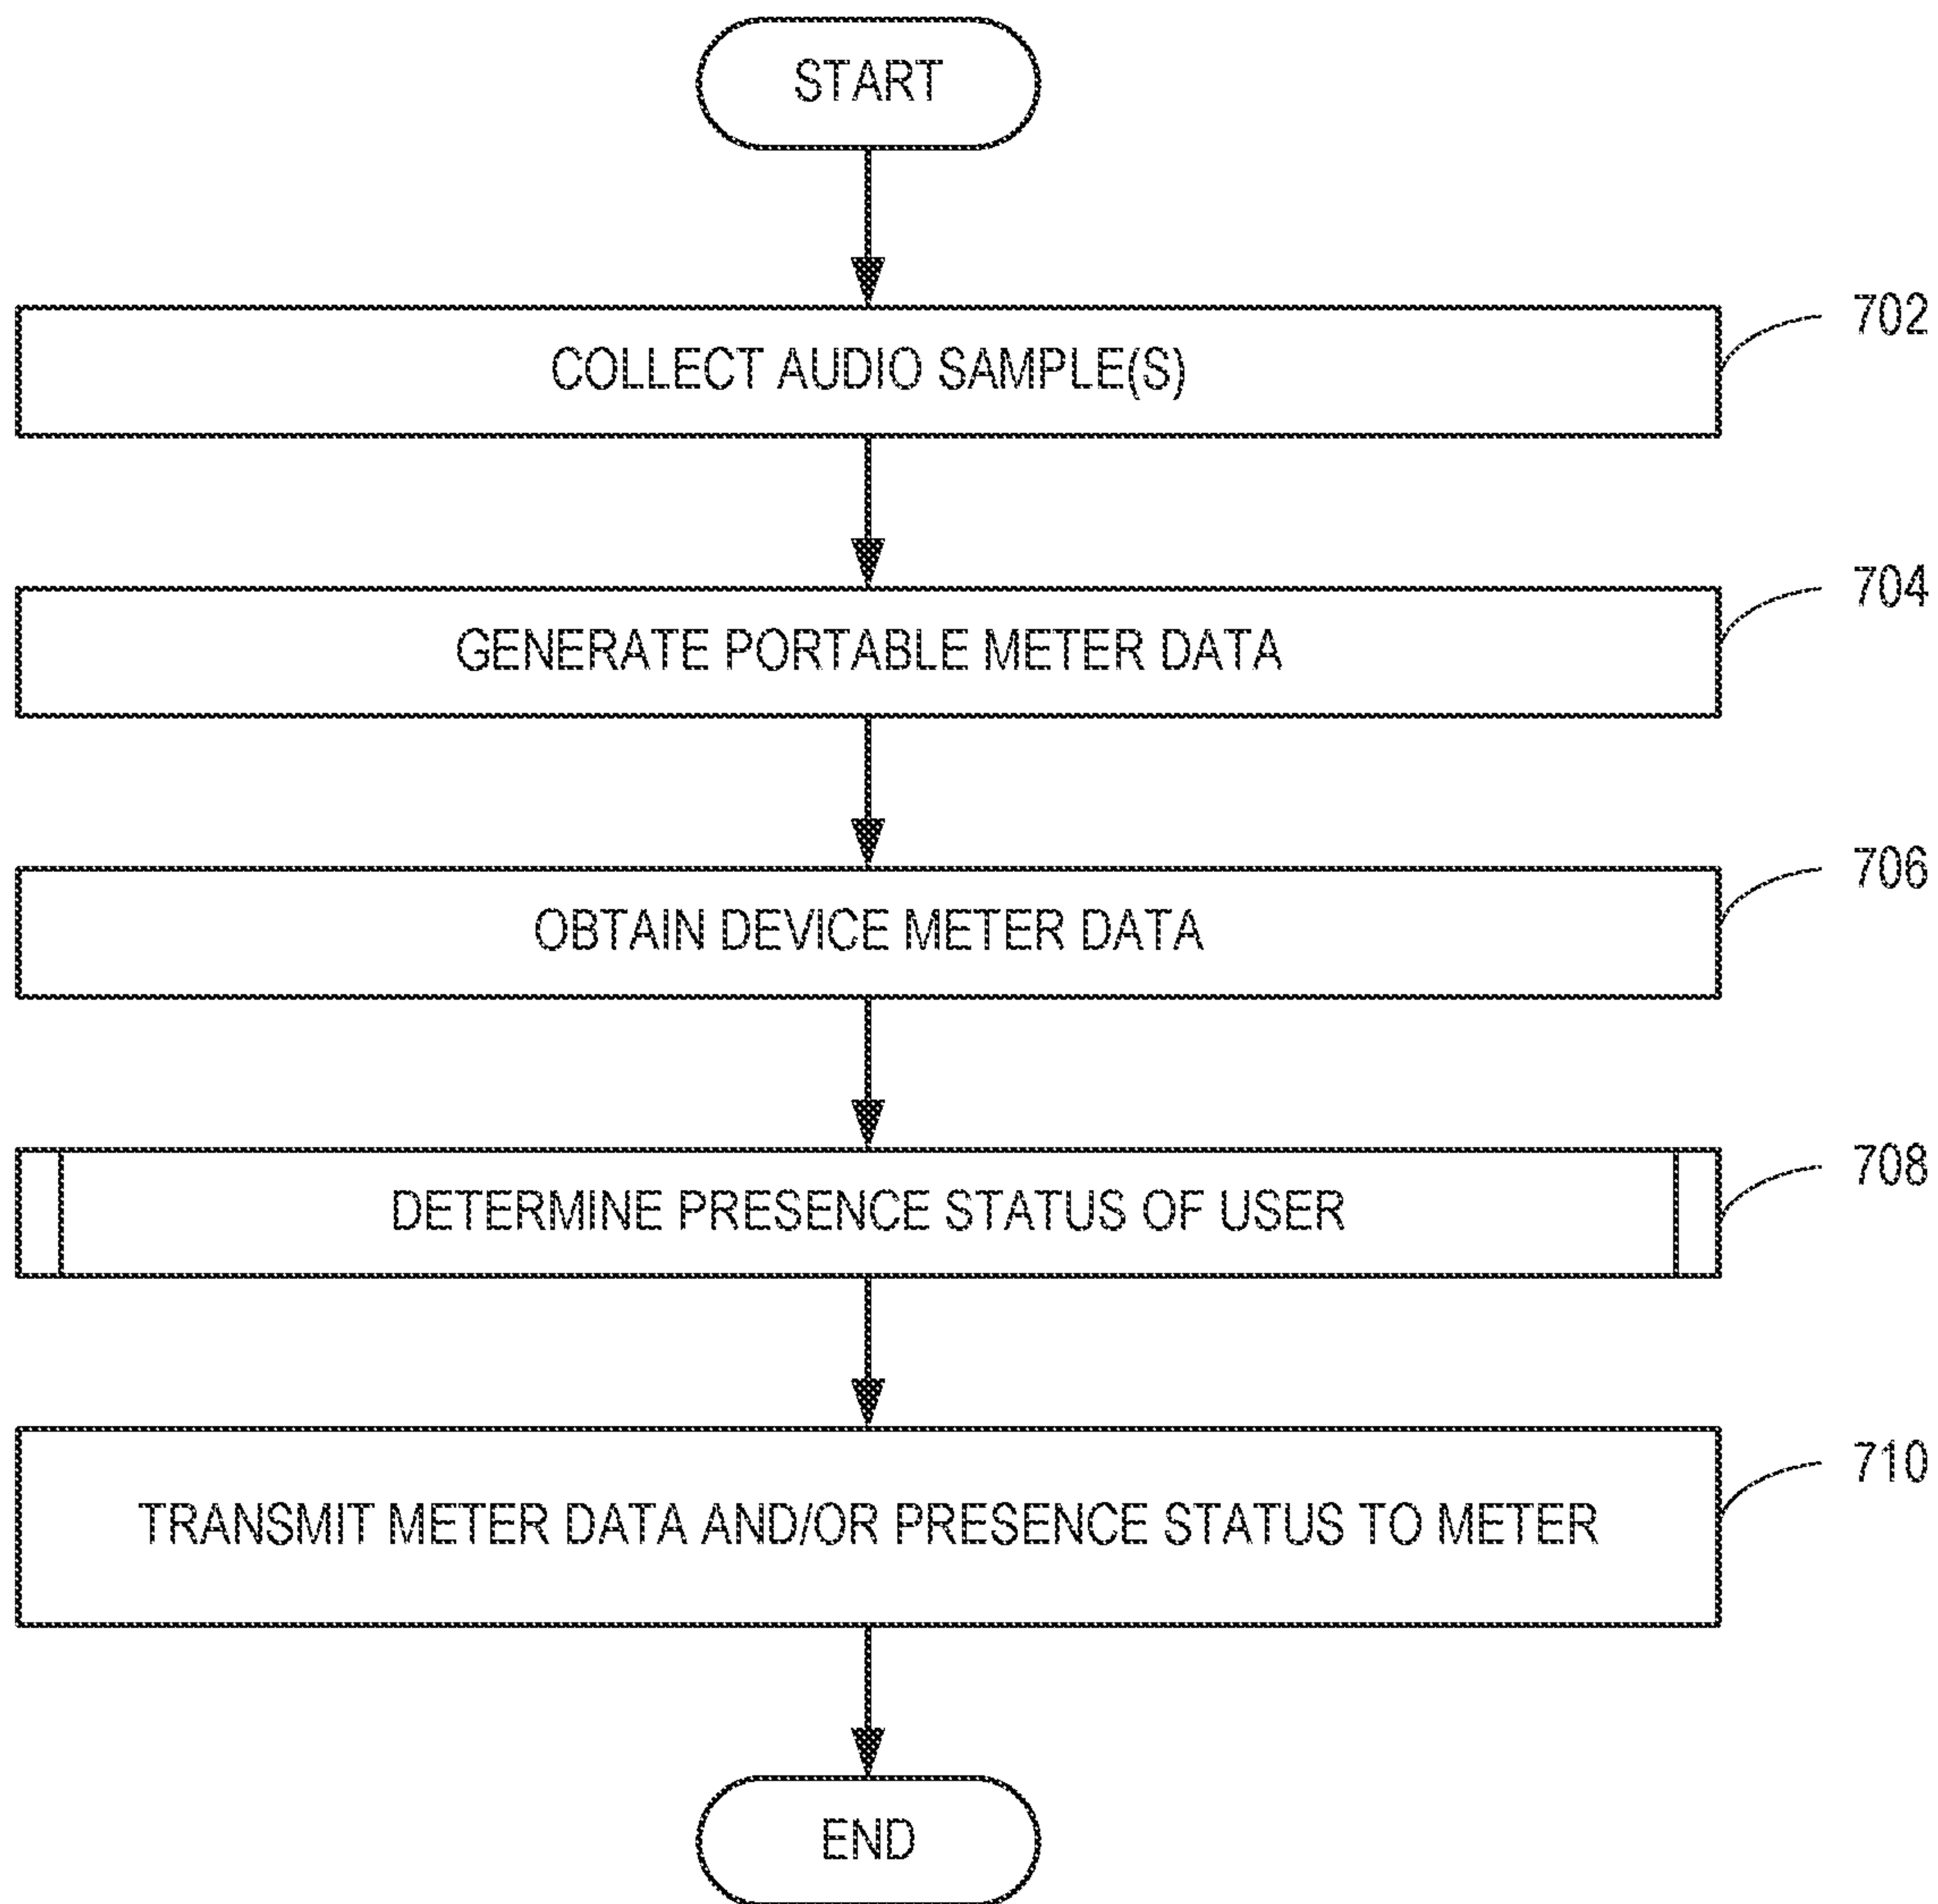 START
COLLECT AUDIO SAMPLE(S)
702
GENERATE PORTABLE METER DATA
704
OBTAIN DEVICE METER DATA
706
DETERMINE PRESENCE STATUS OF USER
708
TRANSMIT METER DATA AND/OR PRESENCE STATUS TO METER
710
END